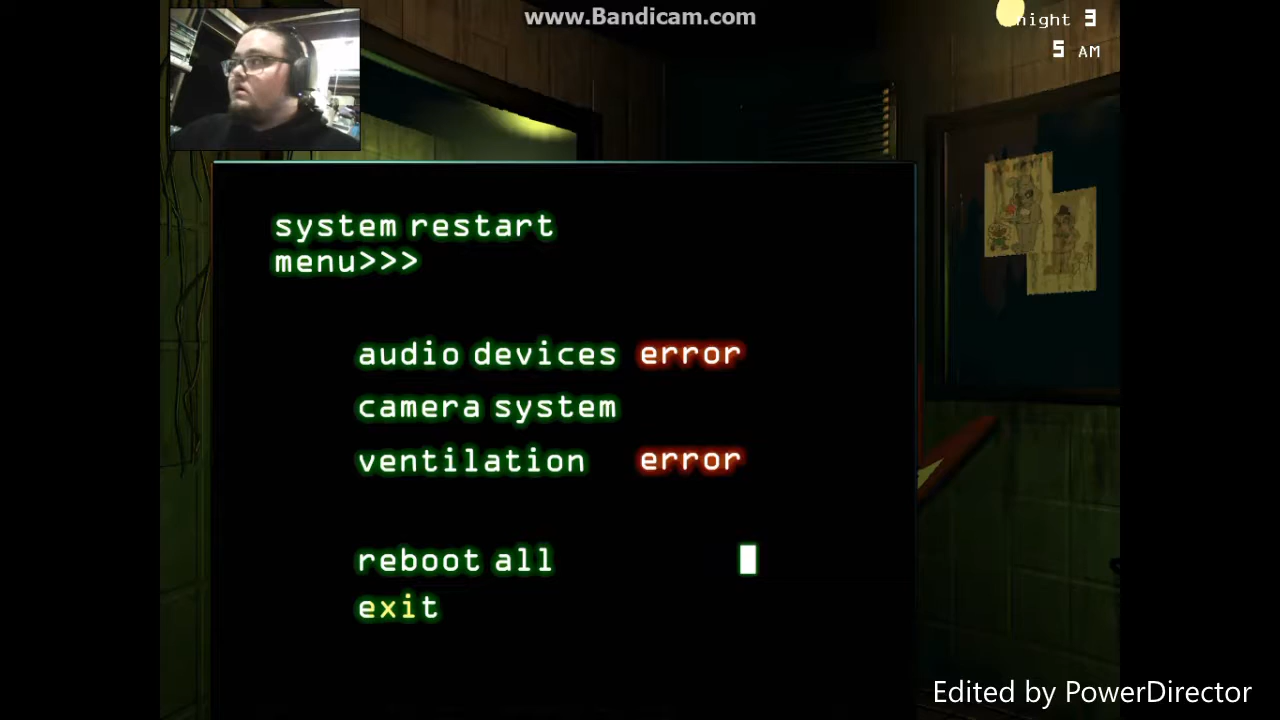 www.Bandicam.com
night 3
5 AM
system restart
menu>>>
audio devices error
camera system
ventilation error
reboot all
exit
Edited by PowerDirector